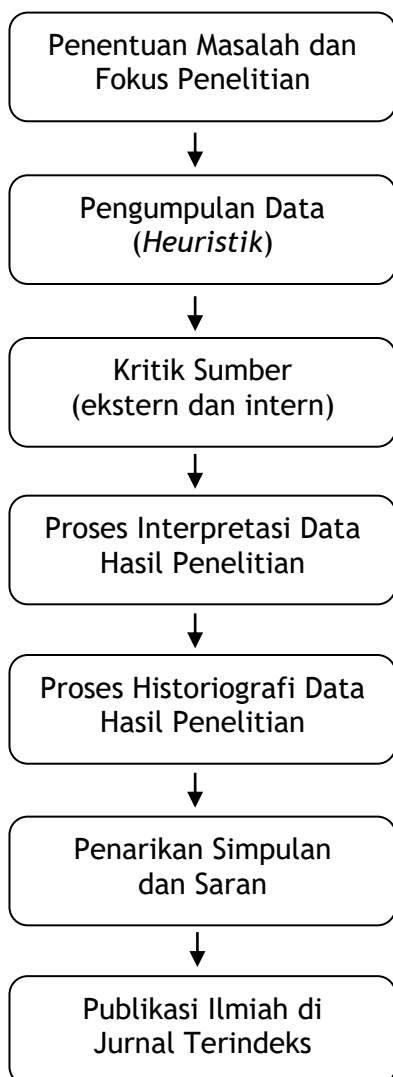 Penentuan Masalah dan
Fokus Penelitian
Pengumpulan Data
(Heuristik)
Kritik Sumber
(ekstern dan intern)
Proses Interpretasi Data
Hasil Penelitian
Proses Historiografi Data
Hasil Penelitian
Penarikan Simpulan
dan Saran
Publikasi Ilmiah di
Jurnal Terindeks